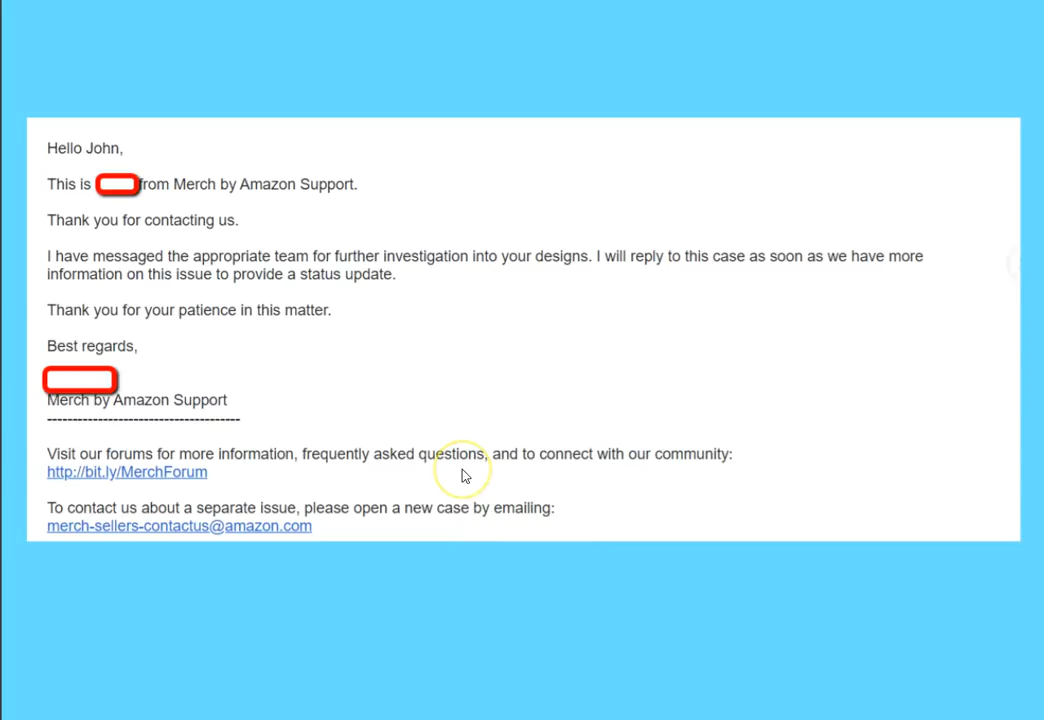 Hello John,
This is from Merch by Amazon Support.
Thank you for contacting us.
I have messaged the appropriate team for further investigation into your designs. I will reply to this case as soon as we have more
information on this issue to provide a status update.
Thank you for your patience in this matter.
Best regards,
Merch by Amazon Support
-------------------------------------
Visit our forums for more information, frequently asked questions, and to connect with our community:
http://bit.ly/MerchForum
To contact us about a separate issue, please open a new case by emailing:
merch-sellers-contactus@amazon.com